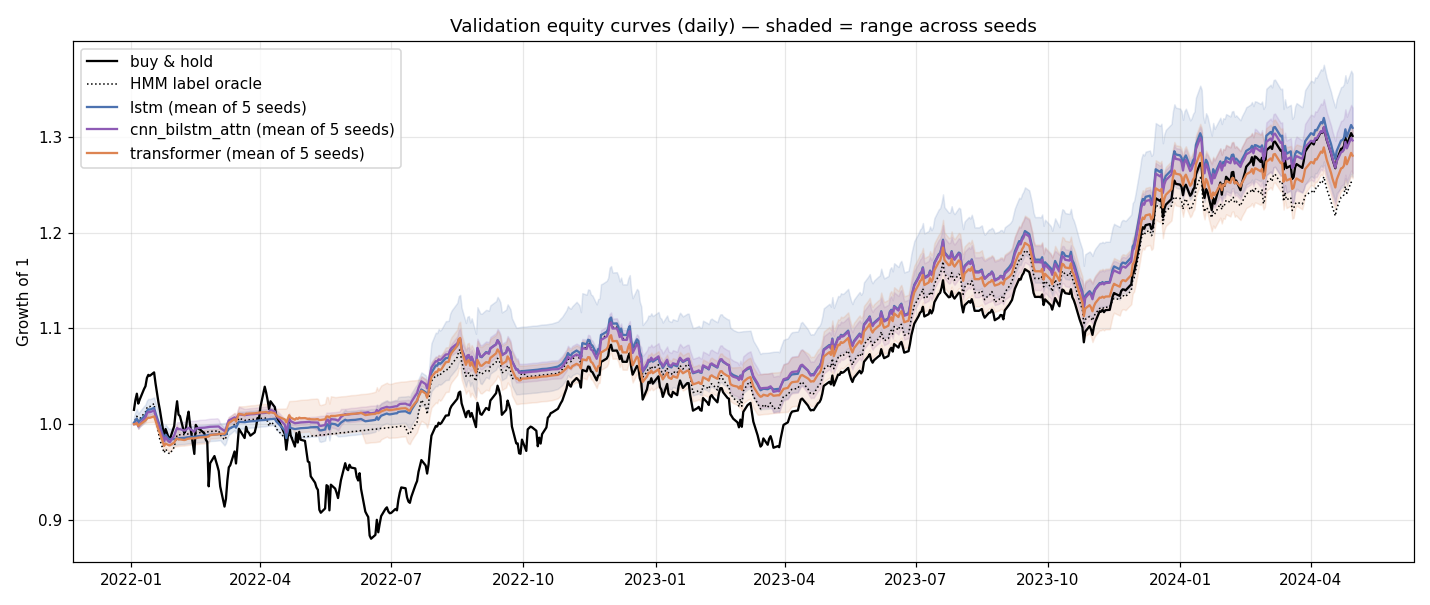 Validation equity curves (daily) — shaded = range across seeds
buy & hold
HMM label oracle
lstm (mean of 5 seeds)
cnn_bilstm_attn (mean of 5 seeds)
transformer (mean of 5 seeds)
Growth of 1
1.3
1.2
1.1
1.0
0.9
2022-01 2022-04 2022-07 2022-10 2023-01 2023-04 2023-07 2023-10 2024-01 2024-04